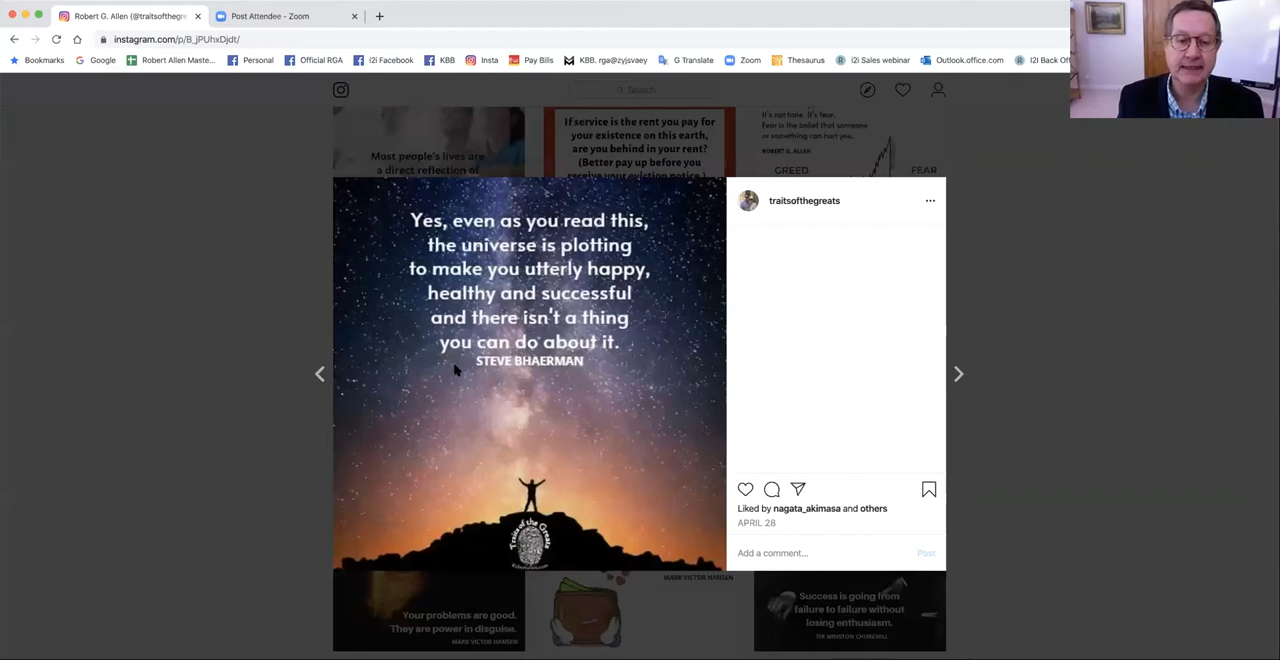 Robert G. Allen (@traitsofthegre
Post Attendee - Zoom
instagram.com/p/B_jPUhxDjdt/
Bookmarks
Google
Robert Allen Maste...
Personal
Official RGA
i2i Facebook
KBB
Insta
Pay Bills
KBB. rga@zyjsvaey
G Translate
Zoom
Thesaurus
i2i Sales webinar
Outlook.office.com
I2I Back Off
Search
Most people's lives are
a direct reflection of
If service is the rent you pay for
your existence on this earth,
are you behind in your rent?
(Better pay up before you
receive your eviction notice.)
It's not hate. It's fear.
Fear is the belief that someone
or something can hurt you.
ROBERT G. ALLEN
GREED
FEAR
Yes, even as you read this,
the universe is plotting
to make you utterly happy,
healthy and successful
and there isn't a thing
you can do about it.
STEVE BHAERMAN
Traits of the Greats
traitsofthegreats
Liked by nagata_akimasa and others
APRIL 28
Add a comment...
Post
Your problems are good.
They are power in disguise.
MARK VICTOR HANSEN
MARK VICTOR HANSEN
Success is going from
failure to failure without
losing enthusiasm.
SIR WINSTON CHURCHILL